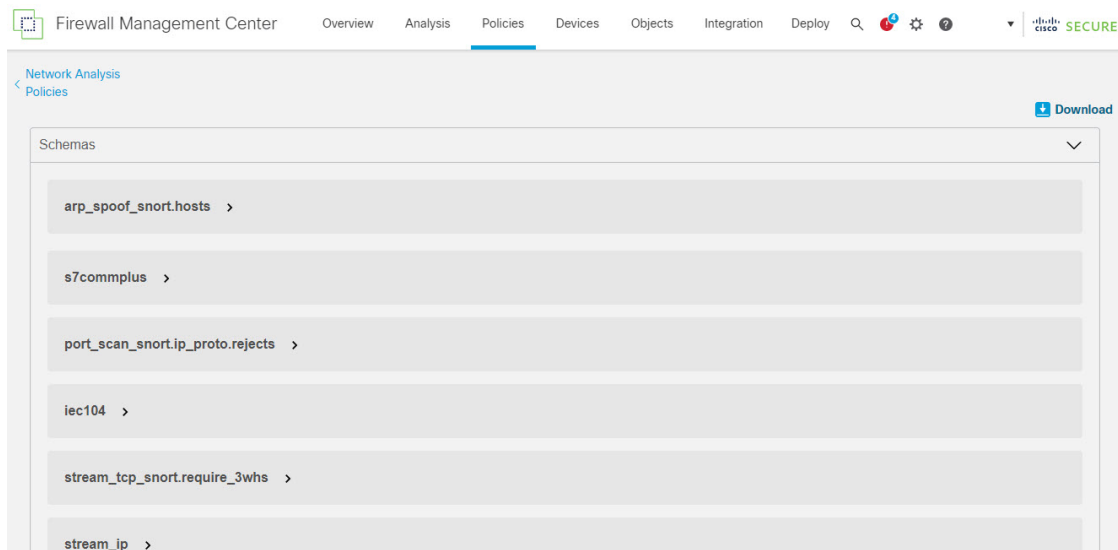 Firewall Management Center Overview Analysis Policies Devices Objects Integration Deploy 4 ? cisco SECURE
Network Analysis
Policies
Download
Schemas
arp_spoof_snort.hosts
s7commplus
port_scan_snort.ip_proto.rejects
iec104
stream_tcp_snort.require_3whs
stream_ip